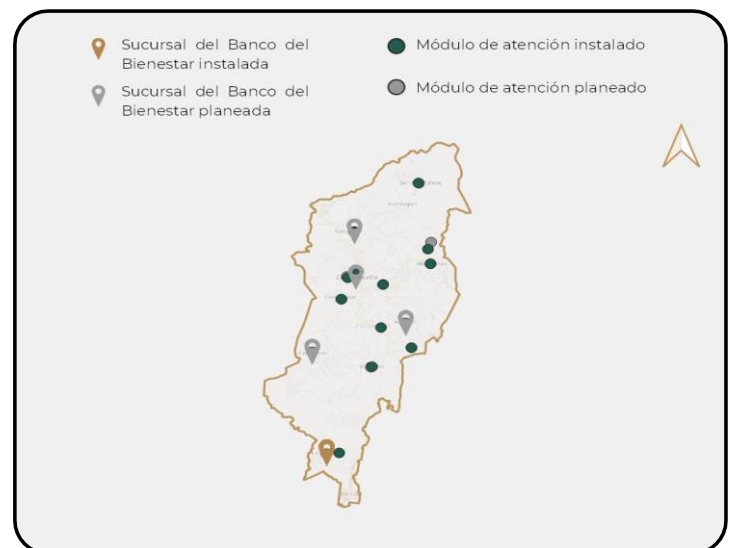 Sucursal del Banco del
Bienestar instalada
Módulo de atención instalado
Sucursal del Banco del
Bienestar planeada
Módulo de atención planeado